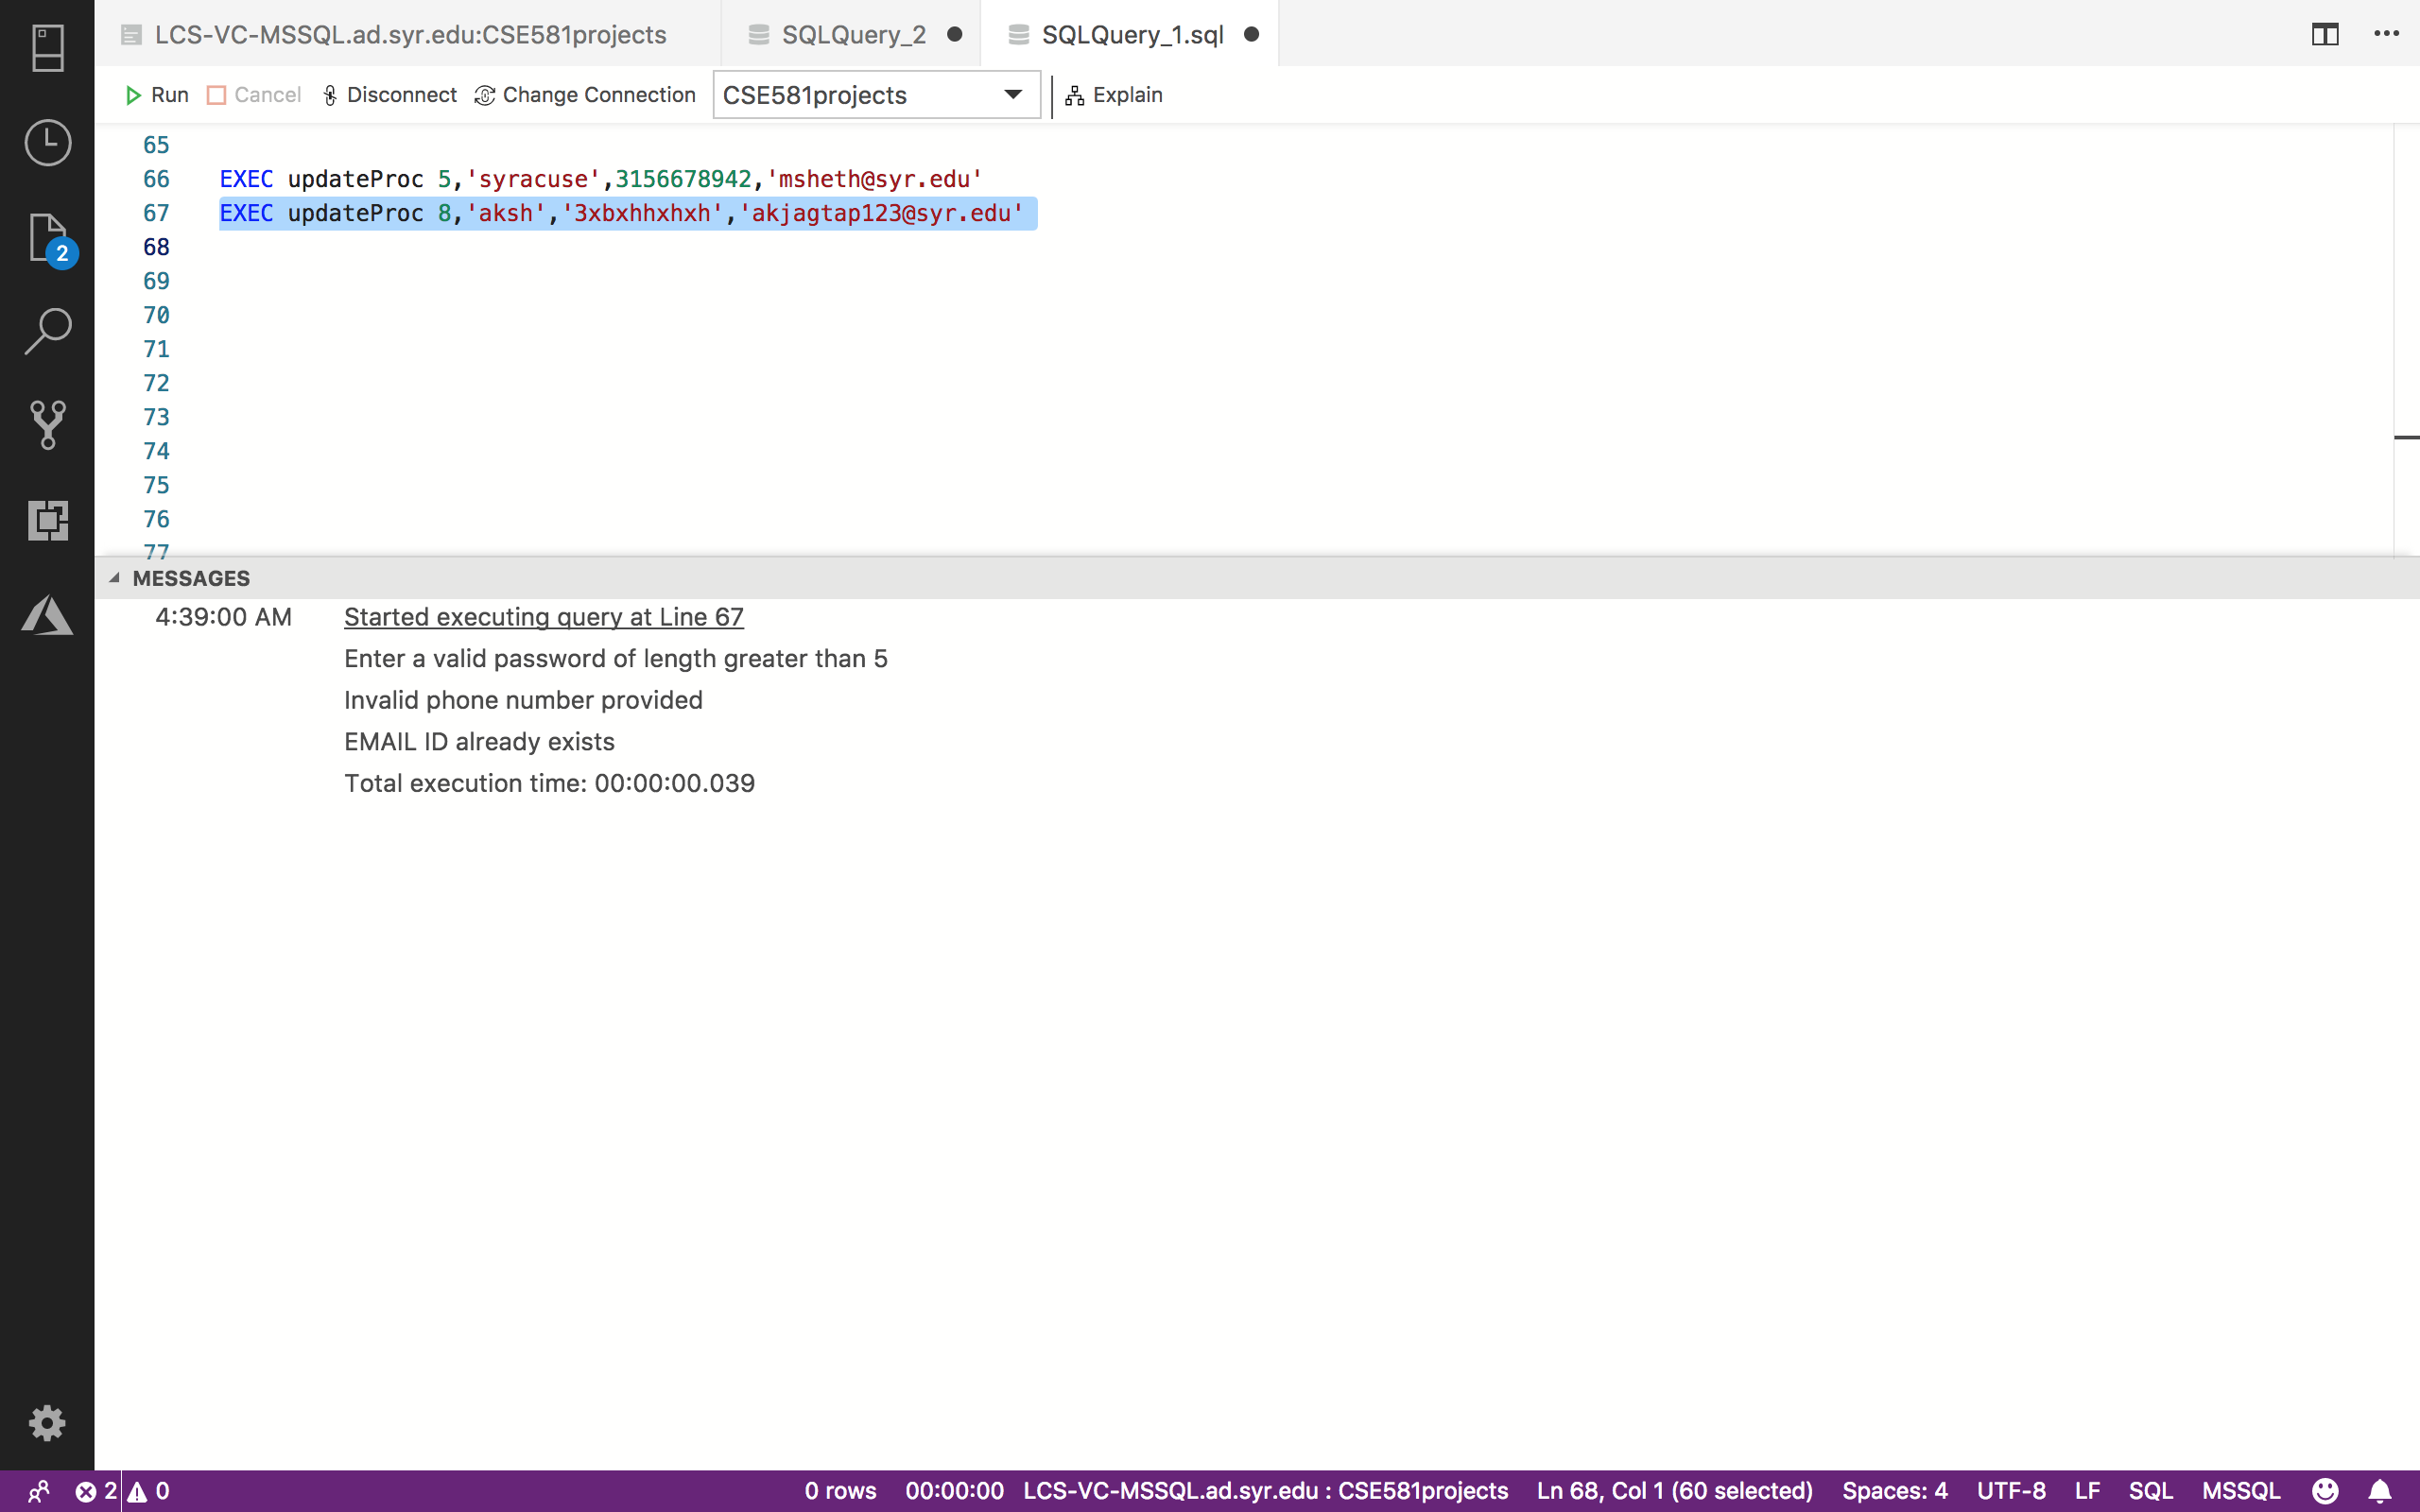 LCS-VC-MSSQL.ad.syr.edu:CSE581projects SQLQuery_2 SQLQuery_1.sql
Run Cancel Disconnect Change Connection CSE581projects Explain
65
66 EXEC updateProc 5,'syracuse',3156678942,'msheth@syr.edu'
67 EXEC updateProc 8,'aksh','3xbxhhxhxh','akjagtap123@syr.edu'
68
69
70
71
72
73
74
75
76
77
2
MESSAGES
4:39:00 AM Started executing query at Line 67
Enter a valid password of length greater than 5
Invalid phone number provided
EMAIL ID already exists
Total execution time: 00:00:00.039
2 0 0 rows 00:00:00 LCS-VC-MSSQL.ad.syr.edu : CSE581projects Ln 68, Col 1 (60 selected) Spaces: 4 UTF-8 LF SQL MSSQL